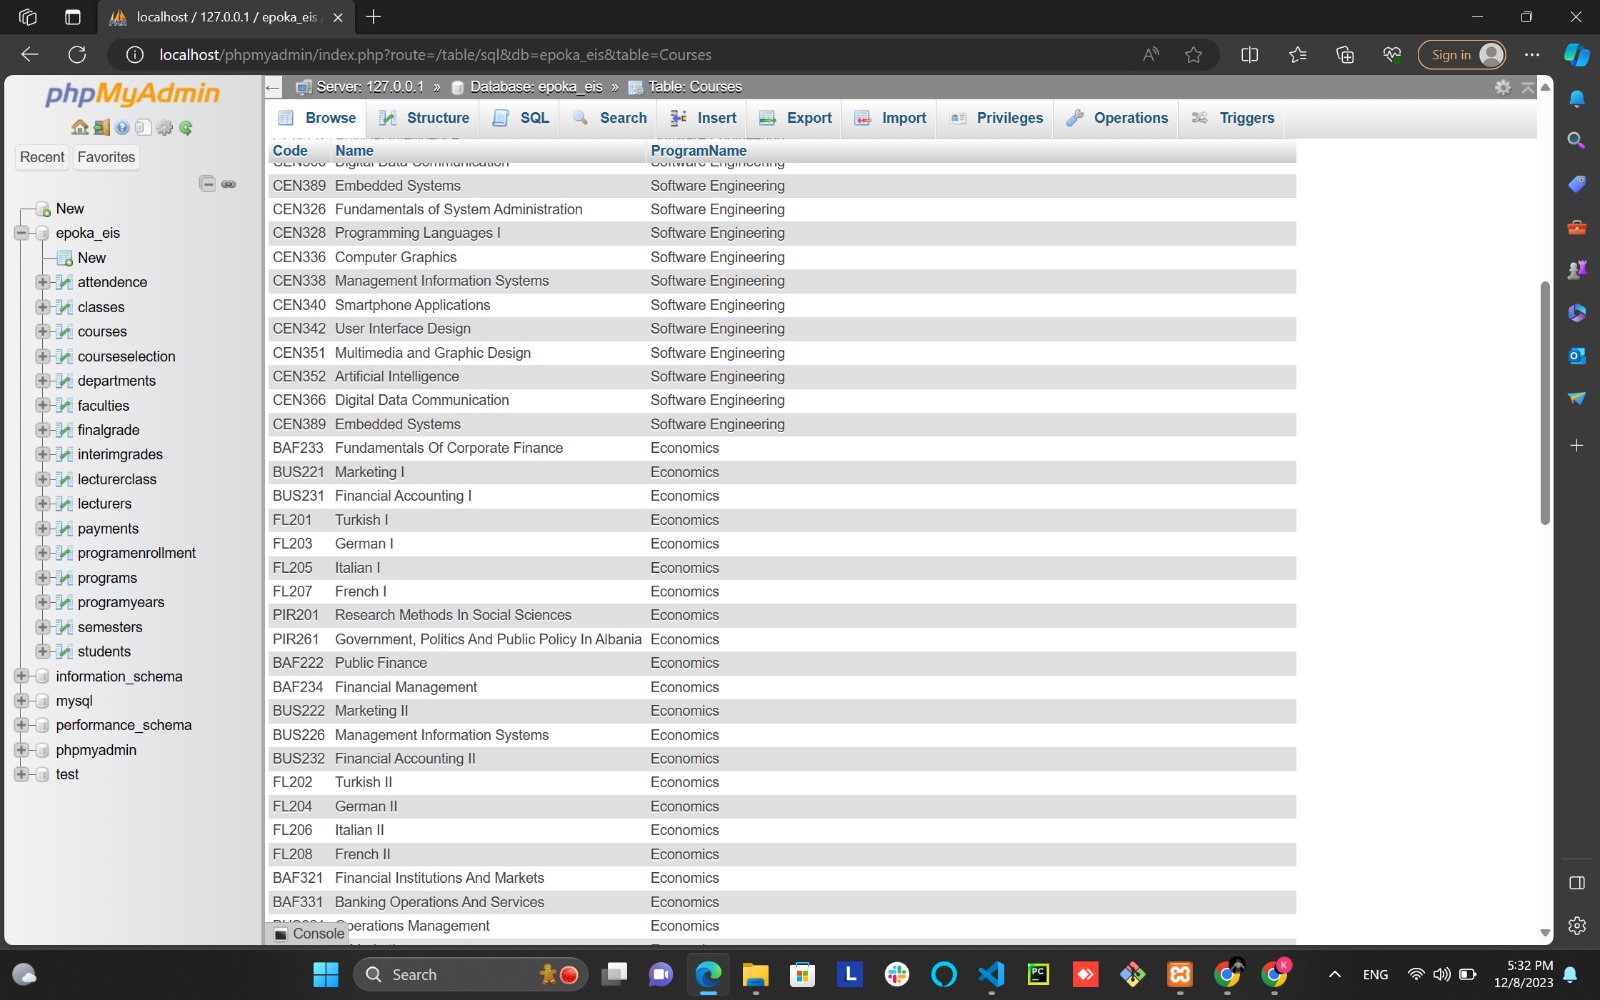 localhost / 127.0.0.1 / epoka_eis
localhost/phpmyadmin/index.php?route=/table/sql&db=epoka_eis&table=Courses
Sign in
phpMyAdmin
Recent
Favorites
New
epoka_eis
New
attendence
classes
courses
courseselection
departments
faculties
finalgrade
interimgrades
lecturerclass
lecturers
payments
programenrollment
programs
programyears
semesters
students
information_schema
mysql
performance_schema
phpmyadmin
test
Server: 127.0.0.1 » Database: epoka_eis » Table: Courses
Browse Structure SQL Search Insert Export Import Privileges Operations Triggers
Code Name ProgramName
CEN366 Digital Data Communication Software Engineering
CEN389 Embedded Systems Software Engineering
CEN326 Fundamentals of System Administration Software Engineering
CEN328 Programming Languages I Software Engineering
CEN336 Computer Graphics Software Engineering
CEN338 Management Information Systems Software Engineering
CEN340 Smartphone Applications Software Engineering
CEN342 User Interface Design Software Engineering
CEN351 Multimedia and Graphic Design Software Engineering
CEN352 Artificial Intelligence Software Engineering
CEN366 Digital Data Communication Software Engineering
CEN389 Embedded Systems Software Engineering
BAF233 Fundamentals Of Corporate Finance Economics
BUS221 Marketing I Economics
BUS231 Financial Accounting I Economics
FL201 Turkish I Economics
FL203 German I Economics
FL205 Italian I Economics
FL207 French I Economics
PIR201 Research Methods In Social Sciences Economics
PIR261 Government, Politics And Public Policy In Albania Economics
BAF222 Public Finance Economics
BAF234 Financial Management Economics
BUS222 Marketing II Economics
BUS226 Management Information Systems Economics
BUS232 Financial Accounting II Economics
FL202 Turkish II Economics
FL204 German II Economics
FL206 Italian II Economics
FL208 French II Economics
BAF321 Financial Institutions And Markets Economics
BAF331 Banking Operations And Services Economics
perations Management Economics
Console
Search
L
PC
K
ENG
5:32 PM
12/8/2023